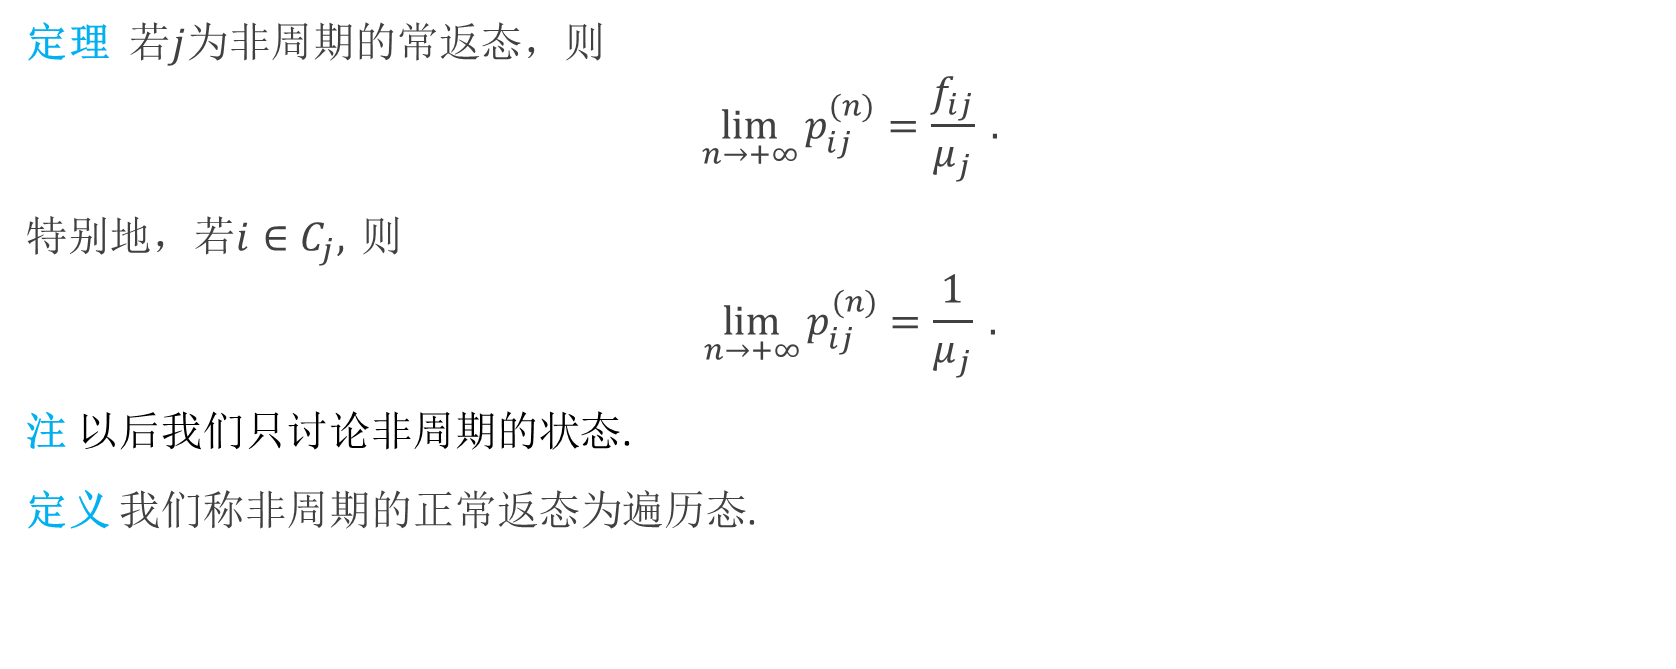 定理 若j为非周期的常返态，则
lim_{n→+∞} p_{ij}^{(n)} = f_{ij}/μ_j .
特别地，若i ∈ C_j, 则
lim_{n→+∞} p_{ij}^{(n)} = 1/μ_j .
注 以后我们只讨论非周期的状态.
定义 我们称非周期的正常返态为遍历态.